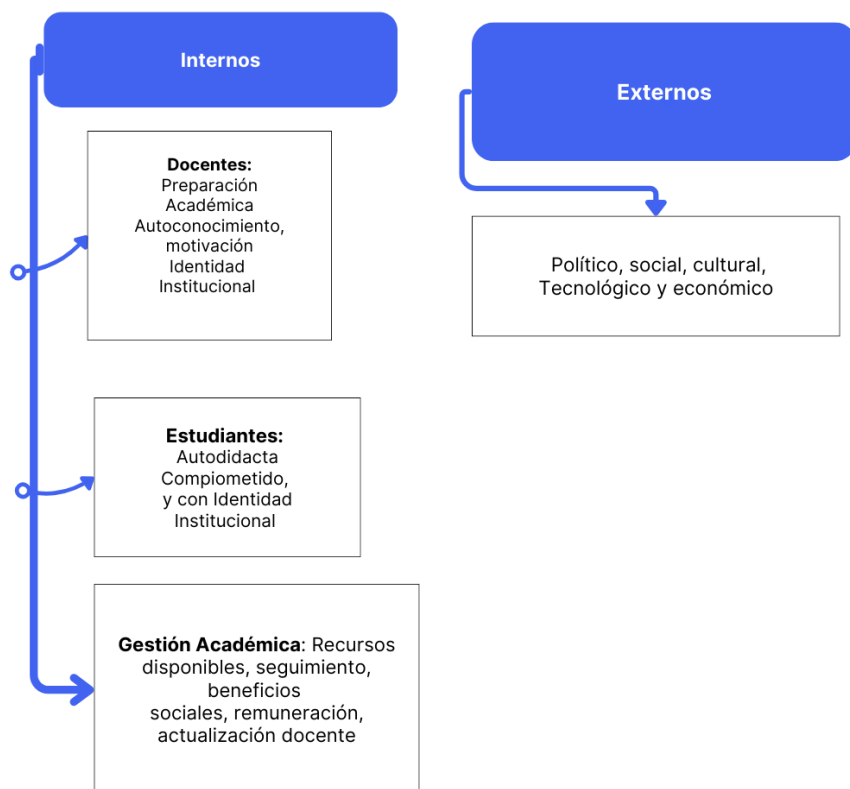 Internos
Docentes:
Preparación
Académica
Autoconocimiento,
motivación
Identidad
Institucional
Estudiantes:
Autodidacta
Compiometido,
y con Identidad
Institucional
Gestión Académica: Recursos
disponibles, seguimiento,
beneficios
sociales, remuneración,
actualización docente
Externos
Político, social, cultural,
Tecnológico y económico